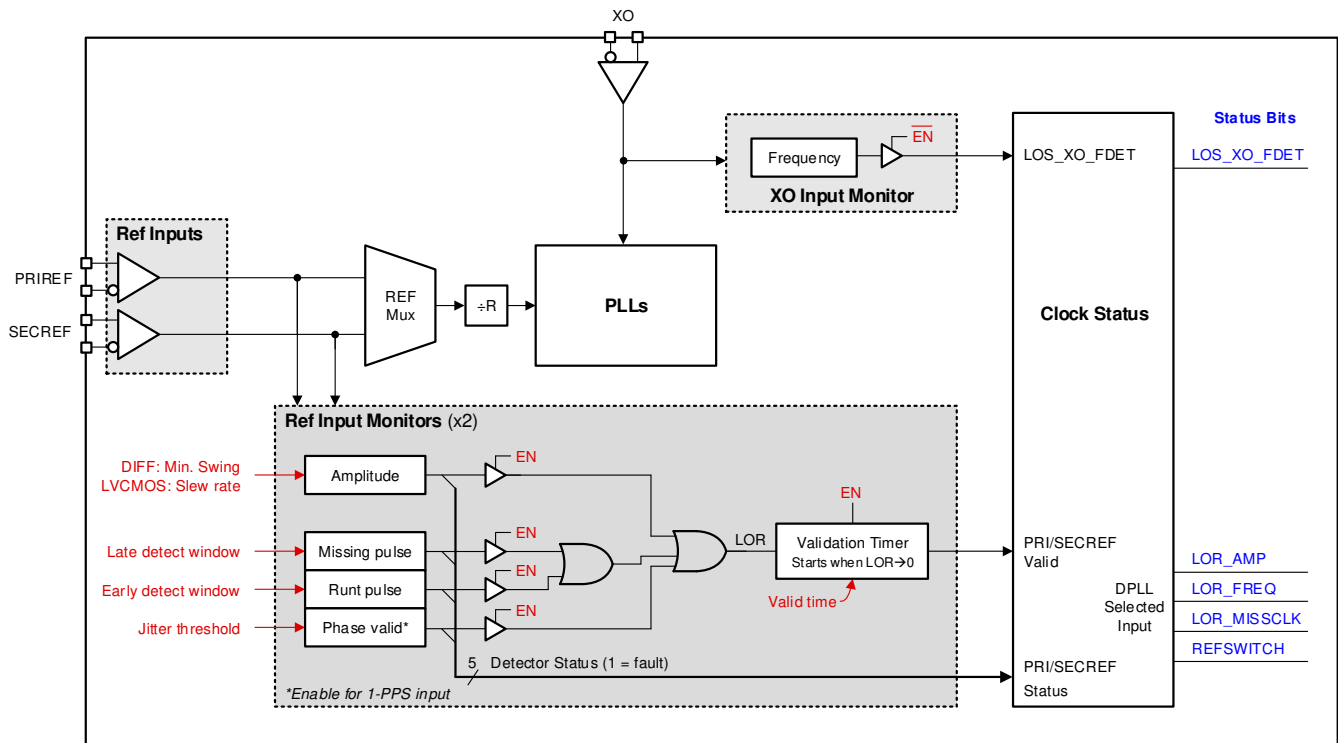 XO
Status Bits
EN
LOS_XO_FDET
LOS_XO_FDET
Frequency
XO Input Monitor
Ref Inputs
PRIREF
SECREF
REF
Mux
÷R
PLLs
Clock Status
Ref Input Monitors (x2)
DIFF: Min. Swing
LVCMOS: Slew rate
Amplitude
EN
EN
Late detect window
Missing pulse
EN
Early detect window
Runt pulse
EN
Jitter threshold
Phase valid*
EN
LOR
Validation Timer
Starts when LOR→0
Valid time
PRI/SECREF
Valid
DPLL
Selected
Input
LOR_AMP
LOR_FREQ
LOR_MISSCLK
REFSWITCH
5 Detector Status (1 = fault)
PRI/SECREF
Status
*Enable for 1-PPS input